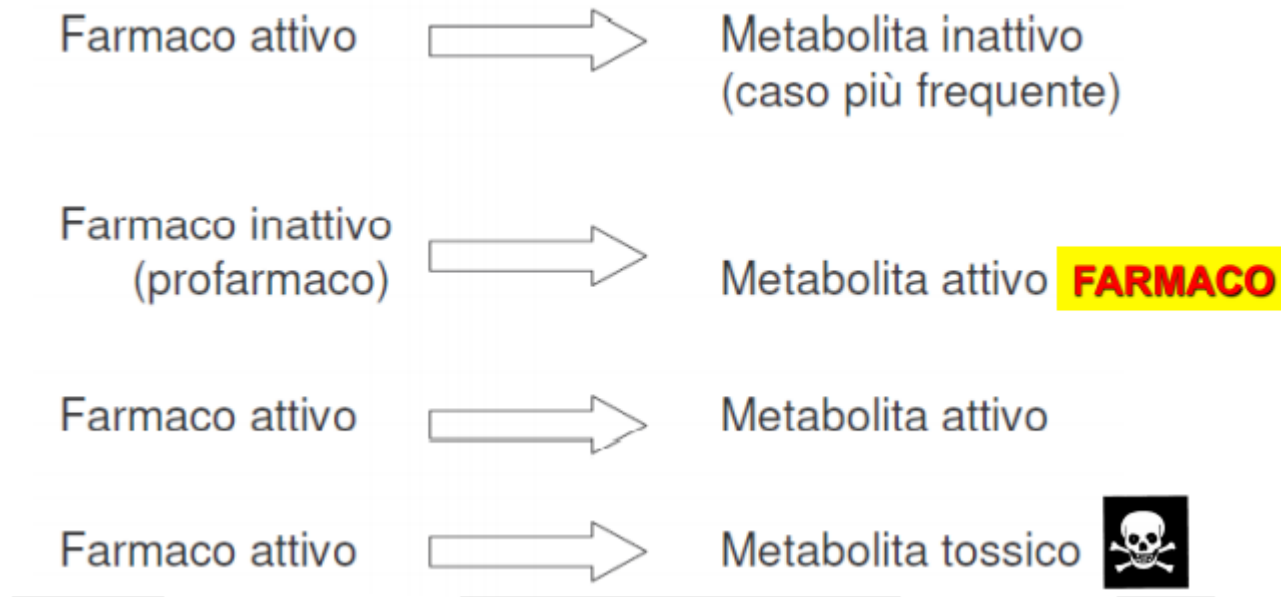 Farmaco attivo
Metabolita inattivo
(caso più frequente)
Farmaco inattivo
(profarmaco)
Metabolita attivo FARMACO
Farmaco attivo
Metabolita attivo
Farmaco attivo
Metabolita tossico